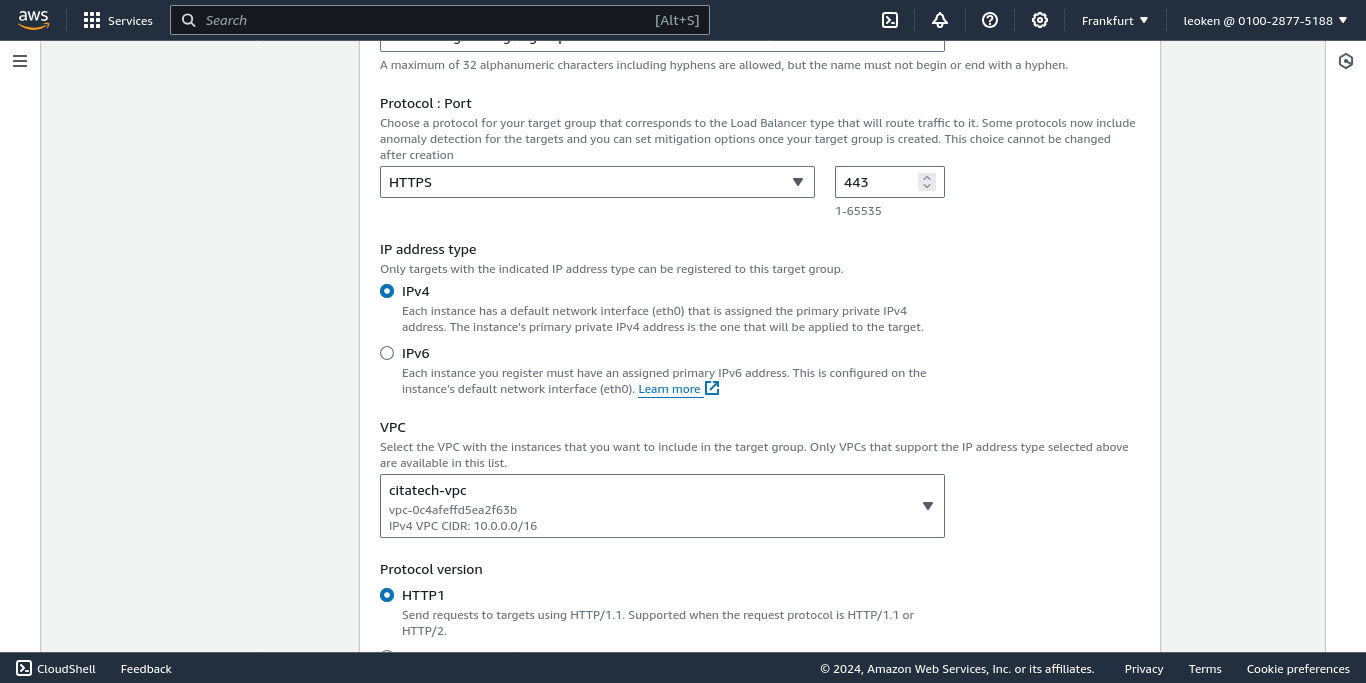 aws
Services
Search
[Alt+S]
Frankfurt
leoken @ 0100-2877-5188
A maximum of 32 alphanumeric characters including hyphens are allowed, but the name must not begin or end with a hyphen.
Protocol : Port
Choose a protocol for your target group that corresponds to the Load Balancer type that will route traffic to it. Some protocols now include
anomaly detection for the targets and you can set mitigation options once your target group is created. This choice cannot be changed
after creation
HTTPS
443
1-65535
IP address type
Only targets with the indicated IP address type can be registered to this target group.
IPv4
Each instance has a default network interface (eth0) that is assigned the primary private IPv4
address. The instance's primary private IPv4 address is the one that will be applied to the target.
IPv6
Each instance you register must have an assigned primary IPv6 address. This is configured on the
instance's default network interface (eth0). Learn more
VPC
Select the VPC with the instances that you want to include in the target group. Only VPCs that support the IP address type selected above
are available in this list.
citatech-vpc
vpc-0c4afeffd5ea2f63b
IPv4 VPC CIDR: 10.0.0.0/16
Protocol version
HTTP1
Send requests to targets using HTTP/1.1. Supported when the request protocol is HTTP/1.1 or
HTTP/2.
CloudShell
Feedback
© 2024, Amazon Web Services, Inc. or its affiliates.
Privacy
Terms
Cookie preferences